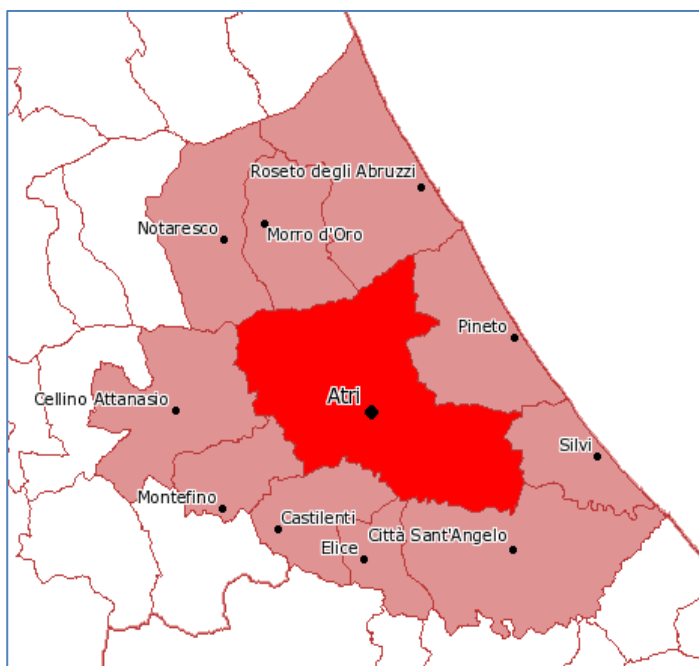 Roseto degli Abruzzi
Notaresco
Morro d'Oro
Pineto
Atri
Cellino Attanasio
Silvi
Montefino
Castilenti
Città Sant'Angelo
Elice